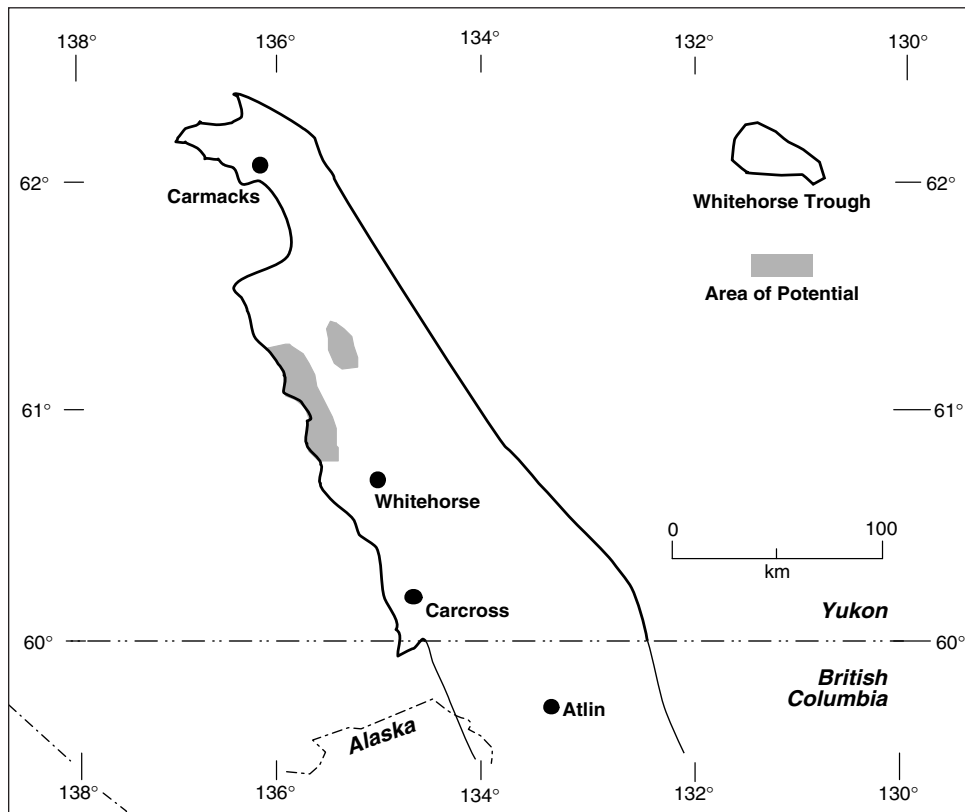 138°
136°
134°
132°
130°
62°
Carmacks
Whitehorse Trough
62°
Area of Potential
61°
61°
Whitehorse
0
100
km
Carcross
Yukon
60°
60°
British
Columbia
Atlin
Alaska
138°
136°
134°
132°
130°